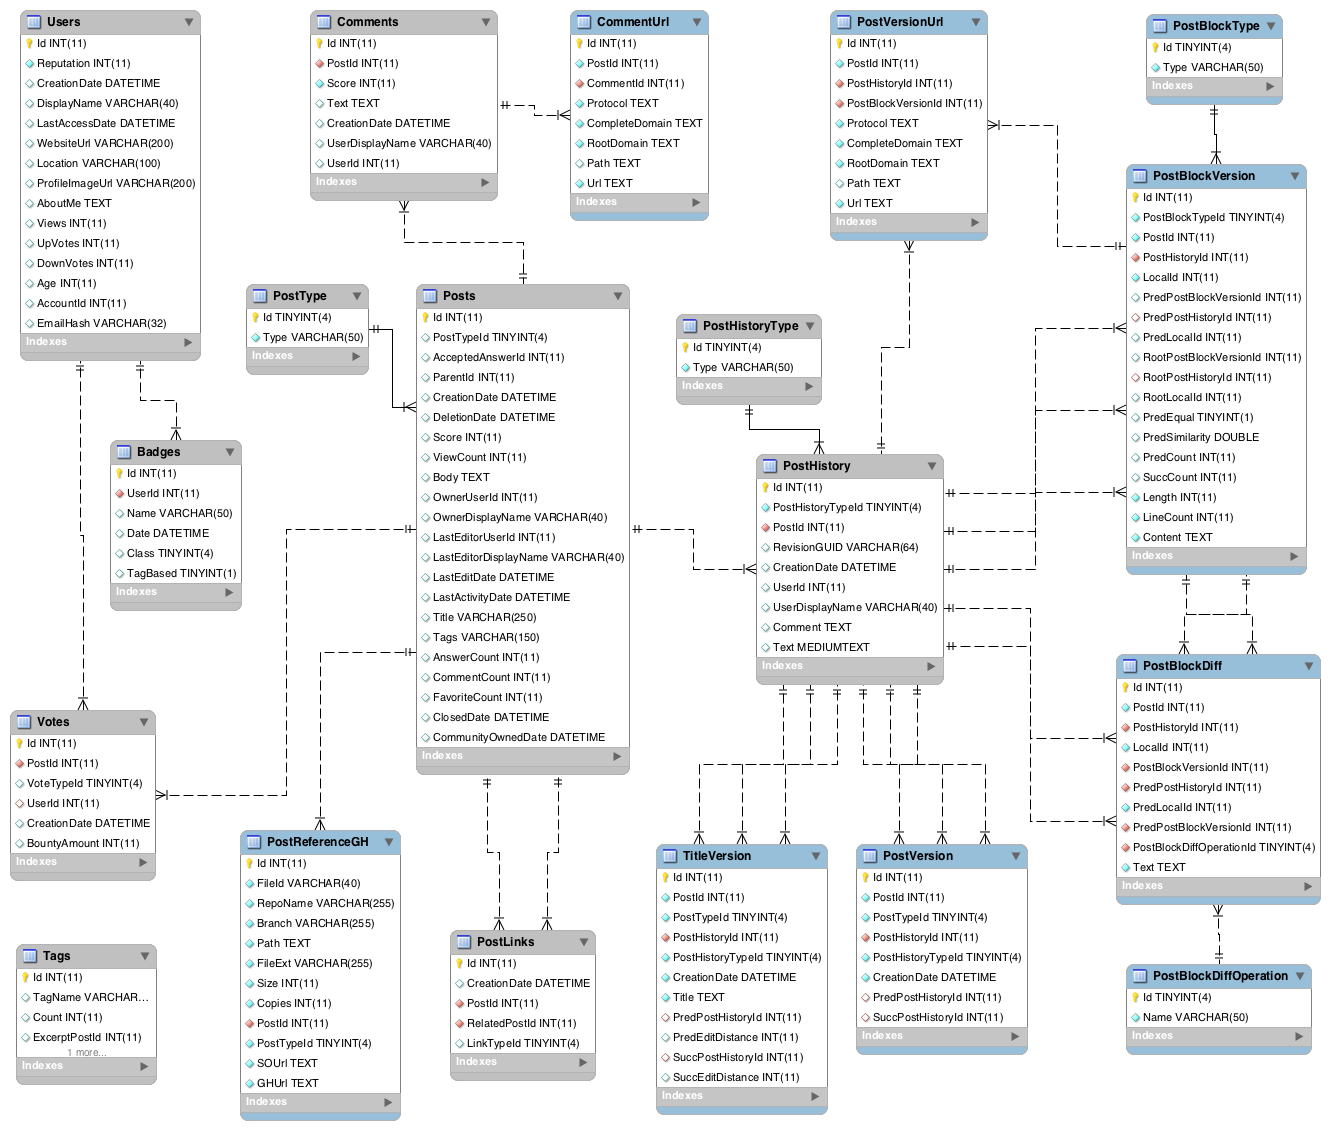 Users
Id INT(11)
Reputation INT(11)
CreationDate DATETIME
DisplayName VARCHAR(40)
LastAccessDate DATETIME
WebsiteUrl VARCHAR(200)
Location VARCHAR(100)
ProfileImageUrl VARCHAR(200)
AboutMe TEXT
Views INT(11)
UpVotes INT(11)
DownVotes INT(11)
Age INT(11)
AccountId INT(11)
EmailHash VARCHAR(32)
Indexes
Comments
Id INT(11)
PostId INT(11)
Score INT(11)
Text TEXT
CreationDate DATETIME
UserDisplayName VARCHAR(40)
UserId INT(11)
Indexes
CommentUrl
Id INT(11)
PostId INT(11)
CommentId INT(11)
Protocol TEXT
CompleteDomain TEXT
RootDomain TEXT
Path TEXT
Url TEXT
Indexes
PostVersionUrl
Id INT(11)
PostId INT(11)
PostHistoryId INT(11)
PostBlockVersionId INT(11)
Protocol TEXT
CompleteDomain TEXT
RootDomain TEXT
Path TEXT
Url TEXT
Indexes
PostBlockType
Id TINYINT(4)
Type VARCHAR(50)
Indexes
PostBlockVersion
Id INT(11)
PostBlockTypeId TINYINT(4)
PostId INT(11)
PostHistoryId INT(11)
LocalId INT(11)
PredPostBlockVersionId INT(11)
PredPostHistoryId INT(11)
PredLocalId INT(11)
RootPostBlockVersionId INT(11)
RootPostHistoryId INT(11)
RootLocalId INT(11)
PredEqual TINYINT(1)
PredSimilarity DOUBLE
PredCount INT(11)
SuccCount INT(11)
Length INT(11)
LineCount INT(11)
Content TEXT
Indexes
PostType
Id TINYINT(4)
Type VARCHAR(50)
Indexes
Posts
Id INT(11)
PostTypeId TINYINT(4)
AcceptedAnswerId INT(11)
ParentId INT(11)
CreationDate DATETIME
DeletionDate DATETIME
Score INT(11)
ViewCount INT(11)
Body TEXT
OwnerUserId INT(11)
OwnerDisplayName VARCHAR(40)
LastEditorUserId INT(11)
LastEditorDisplayName VARCHAR(40)
LastEditDate DATETIME
LastActivityDate DATETIME
Title VARCHAR(250)
Tags VARCHAR(150)
AnswerCount INT(11)
CommentCount INT(11)
FavoriteCount INT(11)
ClosedDate DATETIME
CommunityOwnedDate DATETIME
Indexes
PostHistoryType
Id TINYINT(4)
Type VARCHAR(50)
Indexes
Badges
Id INT(11)
UserId INT(11)
Name VARCHAR(50)
Date DATETIME
Class TINYINT(4)
TagBased TINYINT(1)
Indexes
PostHistory
Id INT(11)
PostHistoryTypeId TINYINT(4)
PostId INT(11)
RevisionGUID VARCHAR(64)
CreationDate DATETIME
UserId INT(11)
UserDisplayName VARCHAR(40)
Comment TEXT
Text MEDIUMTEXT
Indexes
PostBlockDiff
Id INT(11)
PostId INT(11)
PostHistoryId INT(11)
LocalId INT(11)
PostBlockVersionId INT(11)
PredPostHistoryId INT(11)
PredLocalId INT(11)
PredPostBlockVersionId INT(11)
PostBlockDiffOperationId TINYINT(4)
Text TEXT
Indexes
Votes
Id INT(11)
PostId INT(11)
VoteTypeId TINYINT(4)
UserId INT(11)
CreationDate DATETIME
BountyAmount INT(11)
Indexes
PostReferenceGH
Id INT(11)
FileId VARCHAR(40)
RepoName VARCHAR(255)
Branch VARCHAR(255)
Path TEXT
FileExt VARCHAR(255)
Size INT(11)
Copies INT(11)
PostId INT(11)
PostTypeId TINYINT(4)
SOUrl TEXT
GHUrl TEXT
Indexes
TitleVersion
Id INT(11)
PostId INT(11)
PostTypeId TINYINT(4)
PostHistoryId INT(11)
PostHistoryTypeId TINYINT(4)
CreationDate DATETIME
Title TEXT
PredPostHistoryId INT(11)
PredEditDistance INT(11)
SuccPostHistoryId INT(11)
SuccEditDistance INT(11)
Indexes
PostVersion
Id INT(11)
PostId INT(11)
PostTypeId TINYINT(4)
PostHistoryId INT(11)
PostHistoryTypeId TINYINT(4)
CreationDate DATETIME
PredPostHistoryId INT(11)
SuccPostHistoryId INT(11)
Indexes
Tags
Id INT(11)
TagName VARCHAR...
Count INT(11)
ExcerptPostId INT(11)
1 more...
Indexes
PostLinks
Id INT(11)
CreationDate DATETIME
PostId INT(11)
RelatedPostId INT(11)
LinkTypeId TINYINT(4)
Indexes
PostBlockDiffOperation
Id TINYINT(4)
Name VARCHAR(50)
Indexes